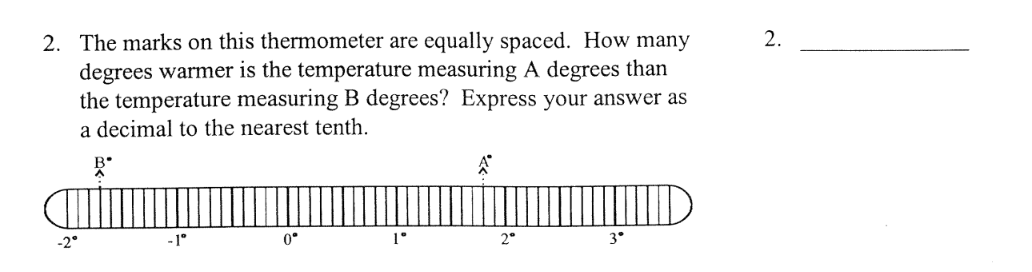 2. The marks on this thermometer are equally spaced. How many
degrees warmer is the temperature measuring A degrees than
the temperature measuring B degrees? Express your answer as
a decimal to the nearest tenth.
2. ________________
B° A°
-2° -1° 0° 1° 2° 3°